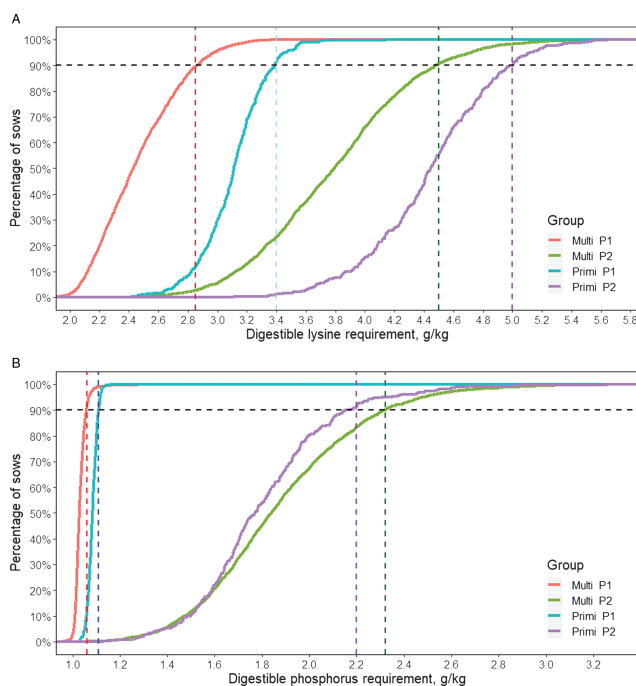 A
100%
90%
80%
70%
60%
50%
40%
30%
20%
10%
0%
Percentage of sows
Group
Multi P1
Multi P2
Primi P1
Primi P2
2.0 2.2 2.4 2.6 2.8 3.0 3.2 3.4 3.6 3.8 4.0 4.2 4.4 4.6 4.8 5.0 5.2 5.4 5.6 5.8
Digestible lysine requirement, g/kg
B
100%
90%
80%
70%
60%
50%
40%
30%
20%
10%
0%
Percentage of sows
Group
Multi P1
Multi P2
Primi P1
Primi P2
1.0 1.2 1.4 1.6 1.8 2.0 2.2 2.4 2.6 2.8 3.0 3.2
Digestible phosphorus requirement, g/kg